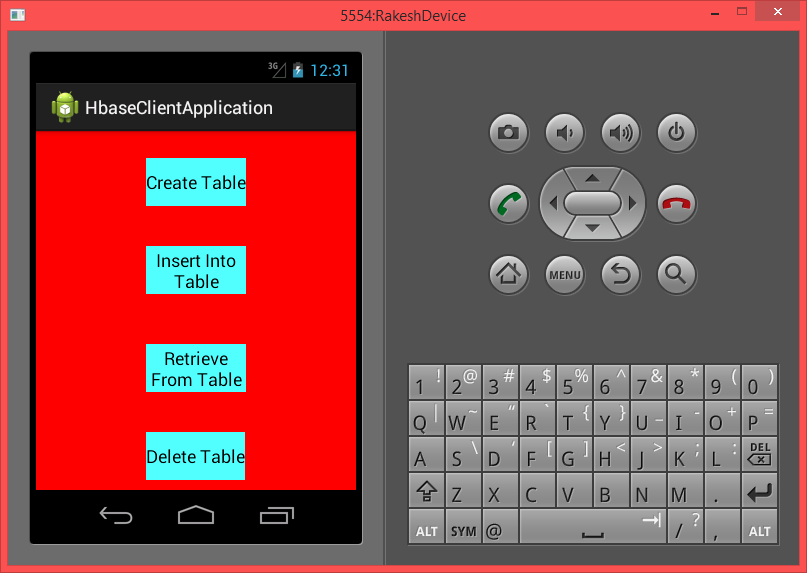 5554:RakeshDevice
3G 12:31
HbaseClientApplication
Create Table
Insert Into
Table
Retrieve
From Table
Delete Table
MENU
1 ! 2 @ 3 # 4 $ 5 % 6 ^ 7 & 8 * 9 ( 0 )
Q | W ~ E “ R ` T { Y } U _ I - O + P =
A S \ D ‘ F [ G ] H < J > K ; L : DEL
Z X C V B N M .
ALT SYM @ / ? , ALT